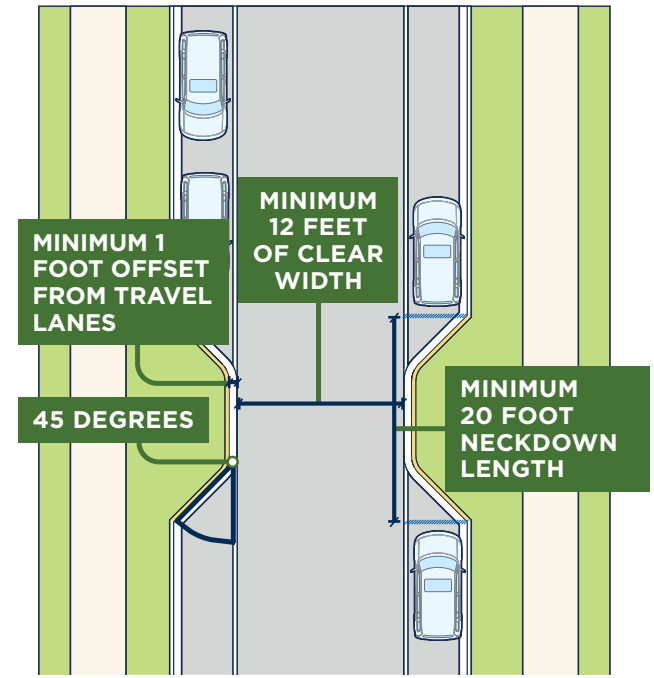 MINIMUM
12 FEET
OF CLEAR
WIDTH
MINIMUM 1
FOOT OFFSET
FROM TRAVEL
LANES
45 DEGREES
MINIMUM
20 FOOT
NECKDOWN
LENGTH